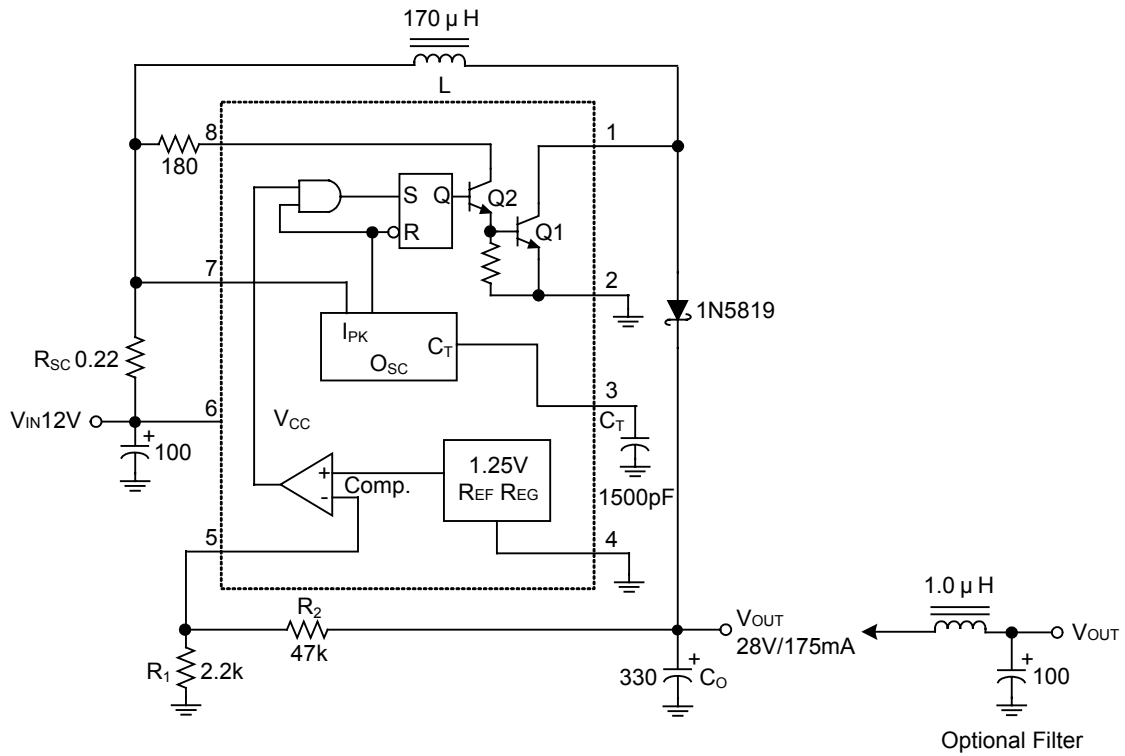 170 µ H
L
8
1
180
S
Q
Q2
R
Q1
7
2
1N5819
IPK
CT
OSC
RSC 0.22
3
VIN12V
6
VCC
CT
100
+
1.25V
REF REG
1500pF
+
-
Comp.
5
4
1.0 µ H
R2
VOUT
28V/175mA
VOUT
47k
R1
2.2k
330
+
CO
+
100
Optional Filter